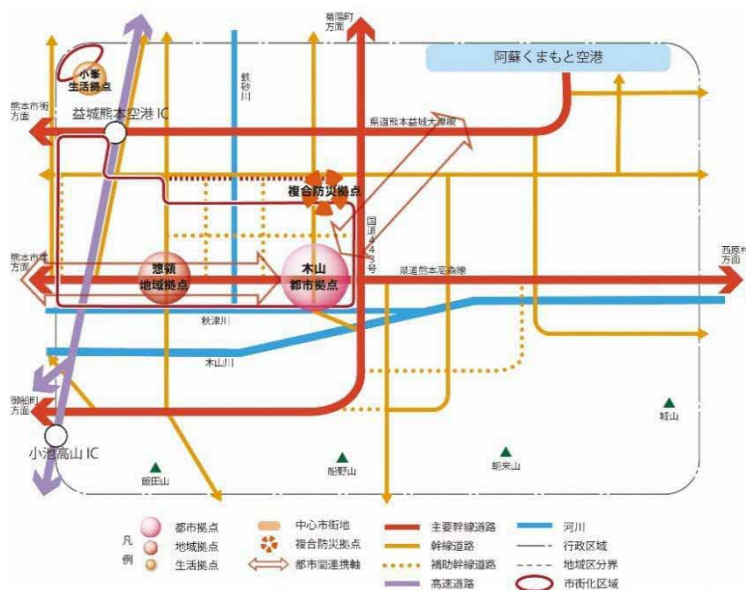 菊陽町
方面
阿蘇くまもと空港
小峯
生活拠点
鉄砂川
熊本市街
方面
益城熊本空港IC
県道熊本益城大津線
複合防災拠点
国道443号
熊本市電
方面
惣領
地域拠点
木山
都市拠点
県道熊本高森線
西原村
方面
秋津川
木山川
御船町
方面
小池高山IC
飯田山
船野山
朝来山
城山
凡例
都市拠点
地域拠点
生活拠点
中心市街地
複合防災拠点
都市間連携軸
主要幹線道路
幹線道路
補助幹線道路
高速道路
河川
行政区域
地域区分界
市街化区域